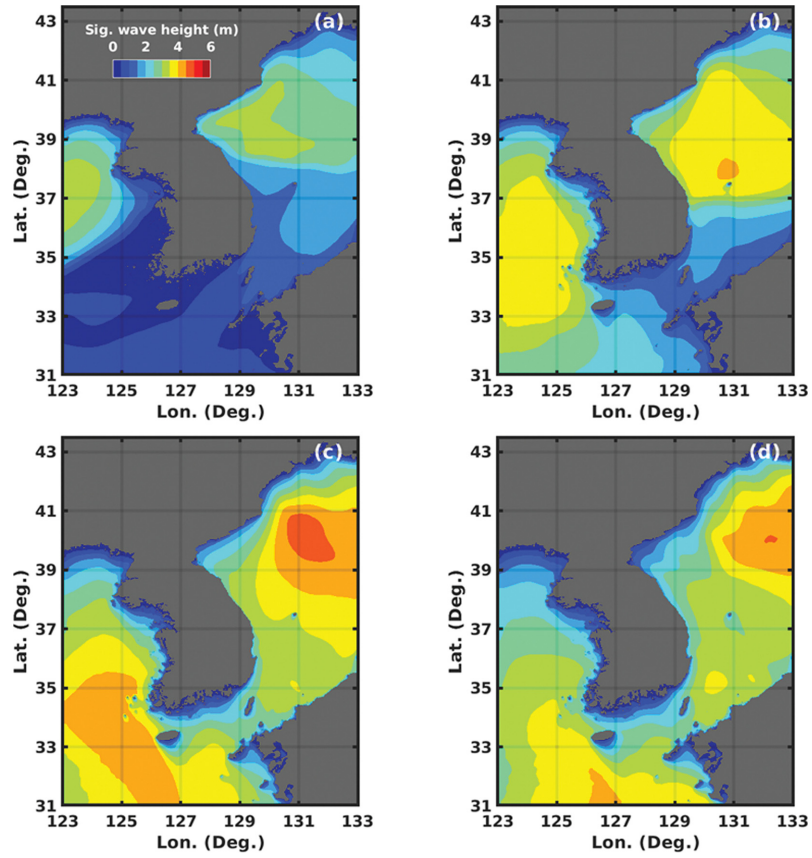 (a)
Sig. wave height (m)
0 2 4 6
43
41
39
37
35
33
31
Lat. (Deg.)
123 125 127 129 131 133
Lon. (Deg.)
(b)
43
41
39
37
35
33
31
Lat. (Deg.)
123 125 127 129 131 133
Lon. (Deg.)
(c)
43
41
39
37
35
33
31
Lat. (Deg.)
123 125 127 129 131 133
Lon. (Deg.)
(d)
43
41
39
37
35
33
31
Lat. (Deg.)
123 125 127 129 131 133
Lon. (Deg.)